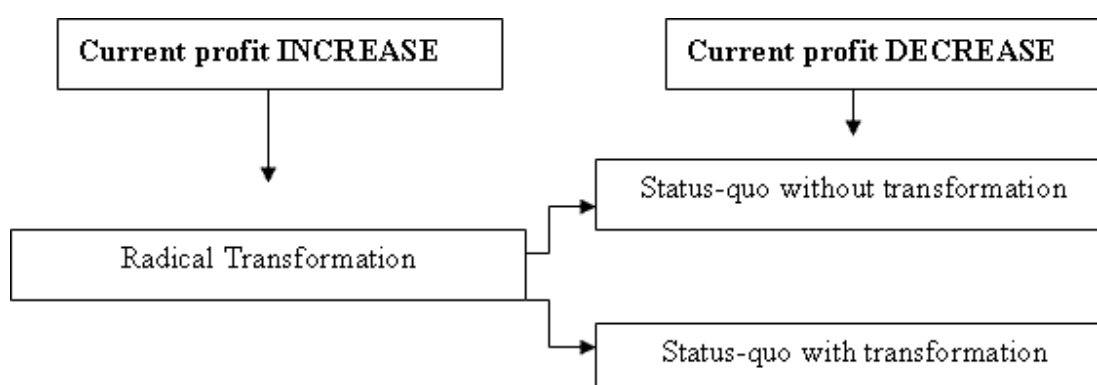 Current profit INCREASE
Current profit DECREASE
Status-quo without transformation
Radical Transformation
Status-quo with transformation